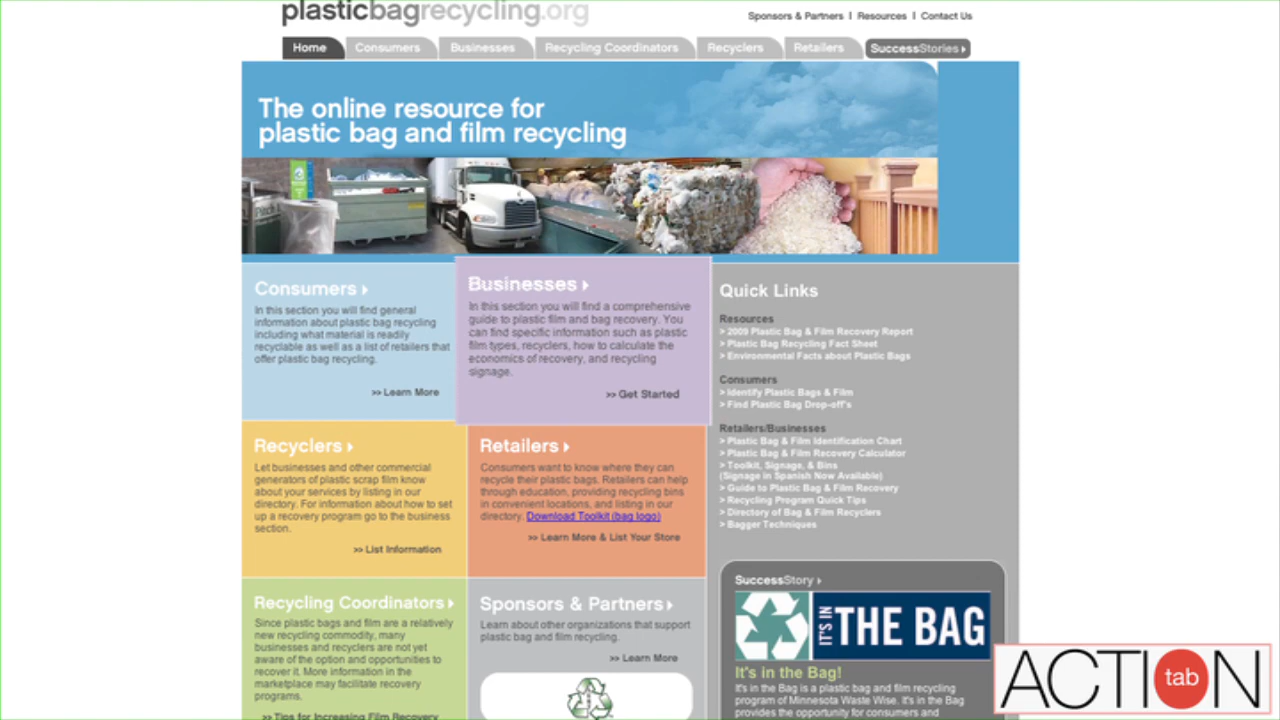 plasticbagrecycling.org
Sponsors & Partners | Resources | Contact Us
Home Consumers Businesses Recycling Coordinators Recyclers Retailers SuccessStories
The online resource for
plastic bag and film recycling
Consumers
In this section you will find general
information about plastic bag recycling
including what material is readily
recyclable as well as a list of retailers that
offer plastic bag recycling.
>> Learn More
Businesses
In this section you will find a comprehensive
guide to plastic film and bag recovery. You
can find specific information such as plastic
film types, recyclers, how to calculate the
economics of recovery, and recycling
signage.
>> Get Started
Recyclers
Let businesses and other commercial
generators of plastic scrap film know
about your services by listing in our
directory. For information about how to set
up a recovery program go to the business
section.
>> List Information
Retailers
Consumers want to know where they can
recycle their plastic bags. Retailers can help
through education, providing recycling bins
in convenient locations, and listing in our
directory. Download Toolkit (bag logo)
>> Learn More & List Your Store
Recycling Coordinators
Since plastic bags and film are a relatively
new recycling commodity, many
businesses and recyclers are not yet
aware of the option and opportunities to
recover it. More information in the
marketplace may facilitate recovery
programs.
>> Tips for Increasing Film Recovery
Sponsors & Partners
Learn about other organizations that support
plastic bag and film recycling.
>> Learn More
Quick Links
Resources
> 2009 Plastic Bag & Film Recovery Report
> Plastic Bag Recycling Fact Sheet
> Environmental Facts about Plastic Bags
Consumers
> Identify Plastic Bags & Film
> Find Plastic Bag Drop-off's
Retailers/Businesses
> Plastic Bag & Film Identification Chart
> Plastic Bag & Film Recovery Calculator
> Toolkit, Signage, & Bins
(Signage in Spanish Now Available)
> Guide to Plastic Bag & Film Recovery
> Recycling Program Quick Tips
> Directory of Bag & Film Recyclers
> Bagger Techniques
SuccessStory
IT'S IN THE BAG
It's in the Bag!
It's in the Bag is a plastic bag and film recycling
program of Minnesota Waste Wise. It's in the Bag
provides the opportunity for consumers and
ACTION tab